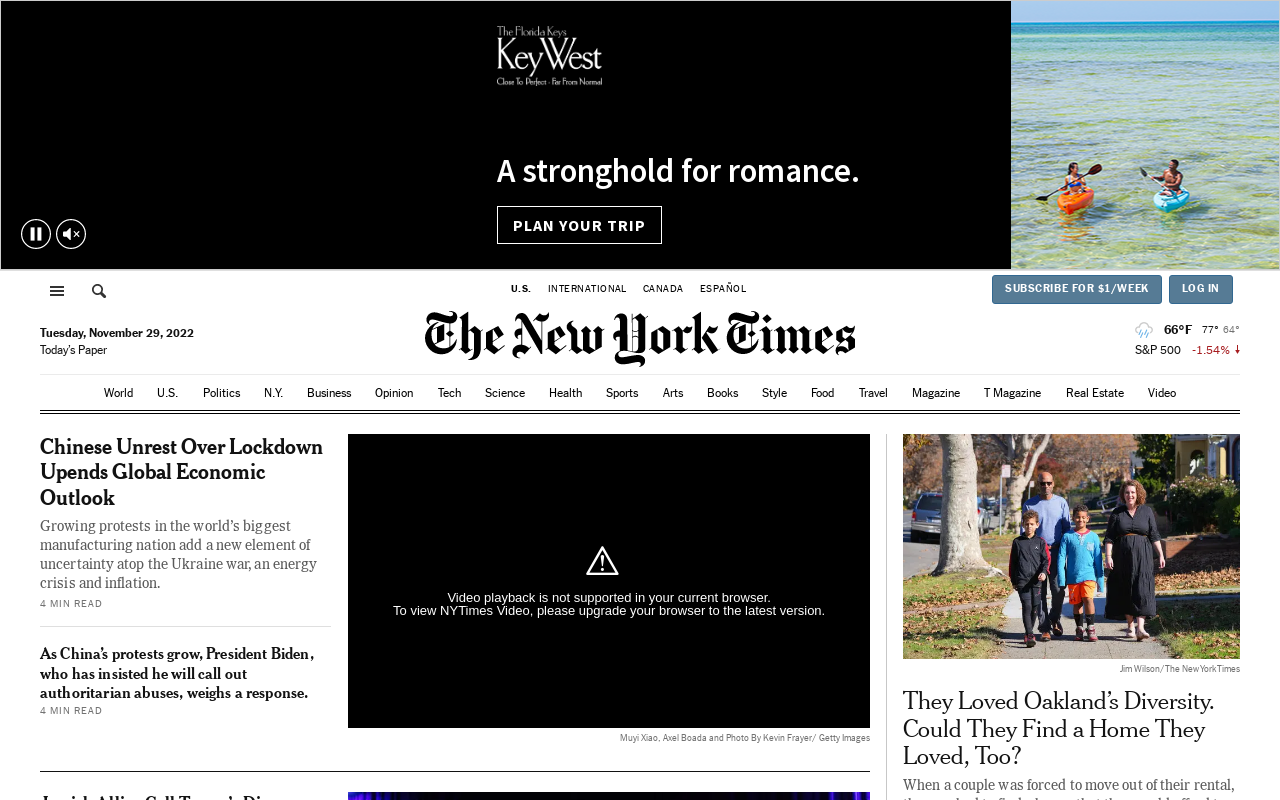 The Florida Keys
KeyWest
Close To Perfect - Far From Normal
A stronghold for romance.
PLAN YOUR TRIP
U.S. INTERNATIONAL CANADA ESPAÑOL
SUBSCRIBE FOR $1/WEEK LOG IN
The New York Times
Tuesday, November 29, 2022
Today's Paper
66°F 77° 64°
S&P 500 -1.54%
World U.S. Politics N.Y. Business Opinion Tech Science Health Sports Arts Books Style Food Travel Magazine T Magazine Real Estate Video
Chinese Unrest Over Lockdown
Upends Global Economic
Outlook
Growing protests in the world’s biggest
manufacturing nation add a new element of
uncertainty atop the Ukraine war, an energy
crisis and inflation.
4 MIN READ
As China’s protests grow, President Biden,
who has insisted he will call out
authoritarian abuses, weighs a response.
4 MIN READ
Video playback is not supported in your current browser.
To view NYTimes Video, please upgrade your browser to the latest version.
Muyi Xiao, Axel Boada and Photo By Kevin Frayer/ Getty Images
Jim Wilson/The New York Times
They Loved Oakland’s Diversity.
Could They Find a Home They
Loved, Too?
When a couple was forced to move out of their rental,